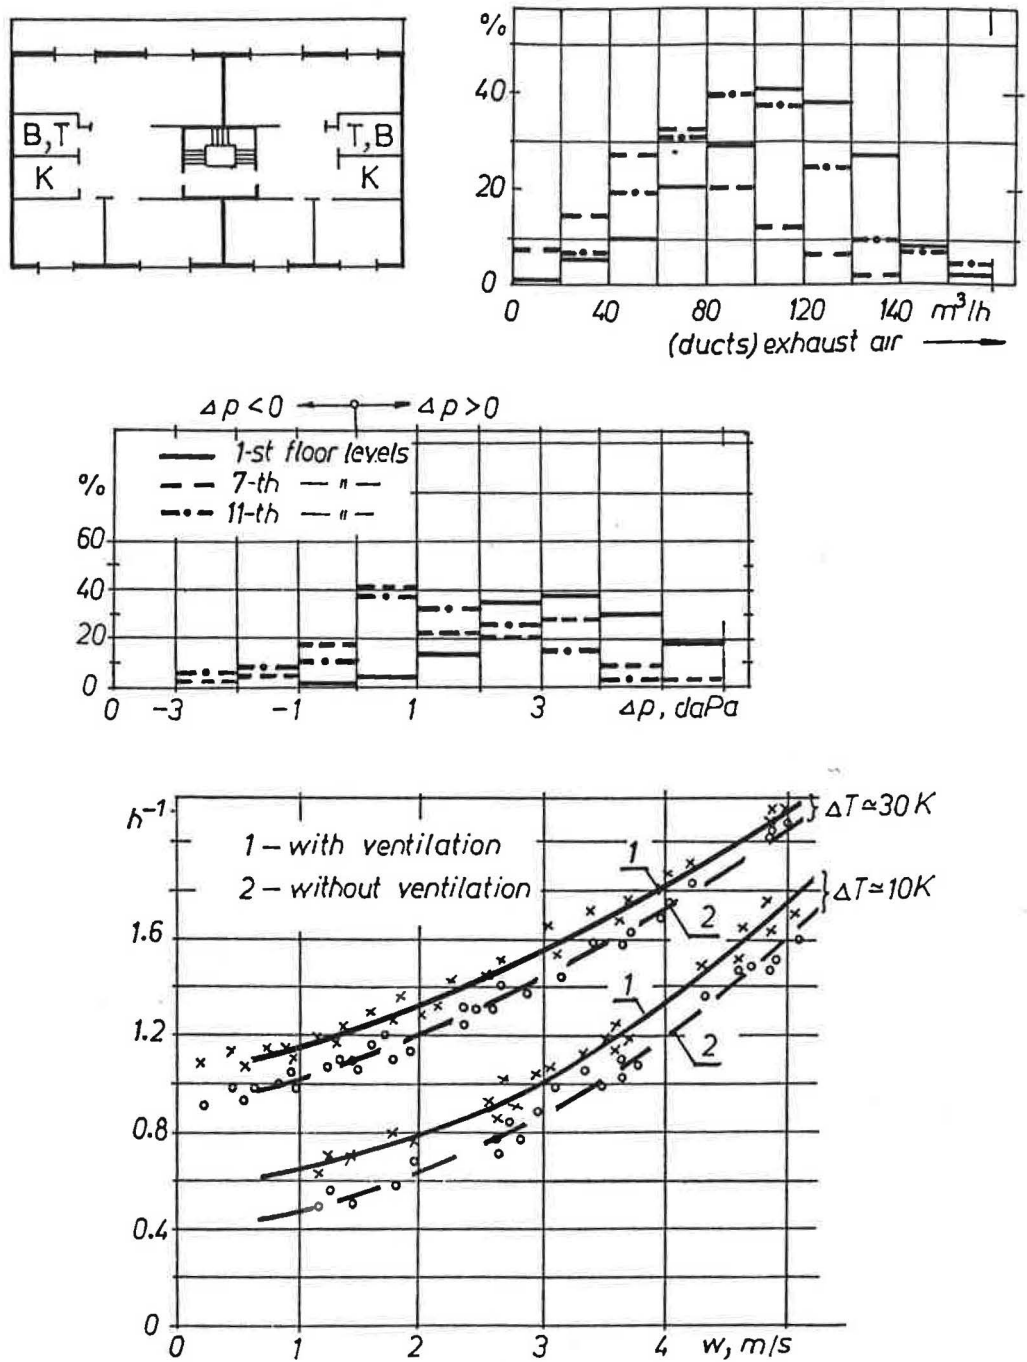 B,T
T,B
K
K
%
40
20
0
0 40 80 120 140 m³/h
(ducts) exhaust air
Δp<0
Δp>0
1-st floor levels
7-th — " —
11-th — " —
%
60
40
20
0
0 -3 -1 1 3 Δp, daPa
h⁻¹
1 – with ventilation
2 – without ventilation
1
2
ΔT≃30K
ΔT≃10K
1
2
1.6
1.2
0.8
0.4
0
0 1 2 3 4 w, m/s